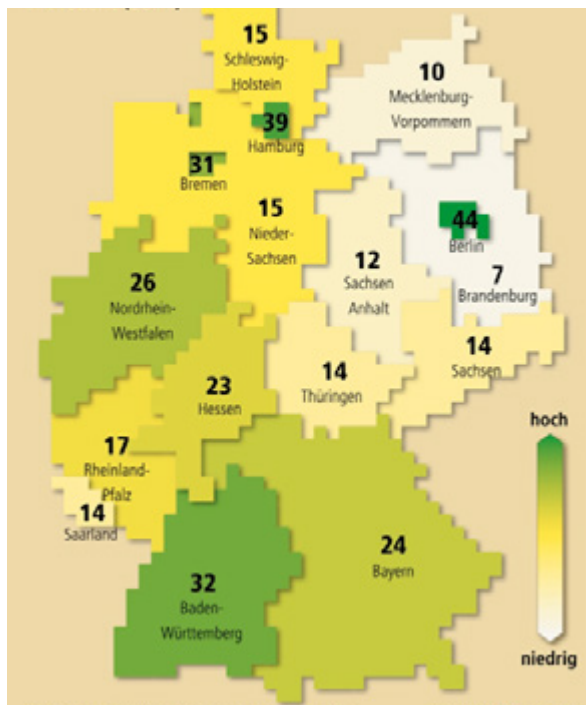 15
Schleswig-
Holstein
10
Mecklenburg-
Vorpommern
39
Hamburg
31
Bremen
15
Nieder-
Sachsen
44
Berlin
7
Brandenburg
12
Sachsen
Anhalt
26
Nordrhein-
Westfalen
23
Hessen
14
Thüringen
14
Sachsen
17
Rheinland-
Pfalz
14
Saarland
32
Baden-
Württemberg
24
Bayern
hoch
niedrig